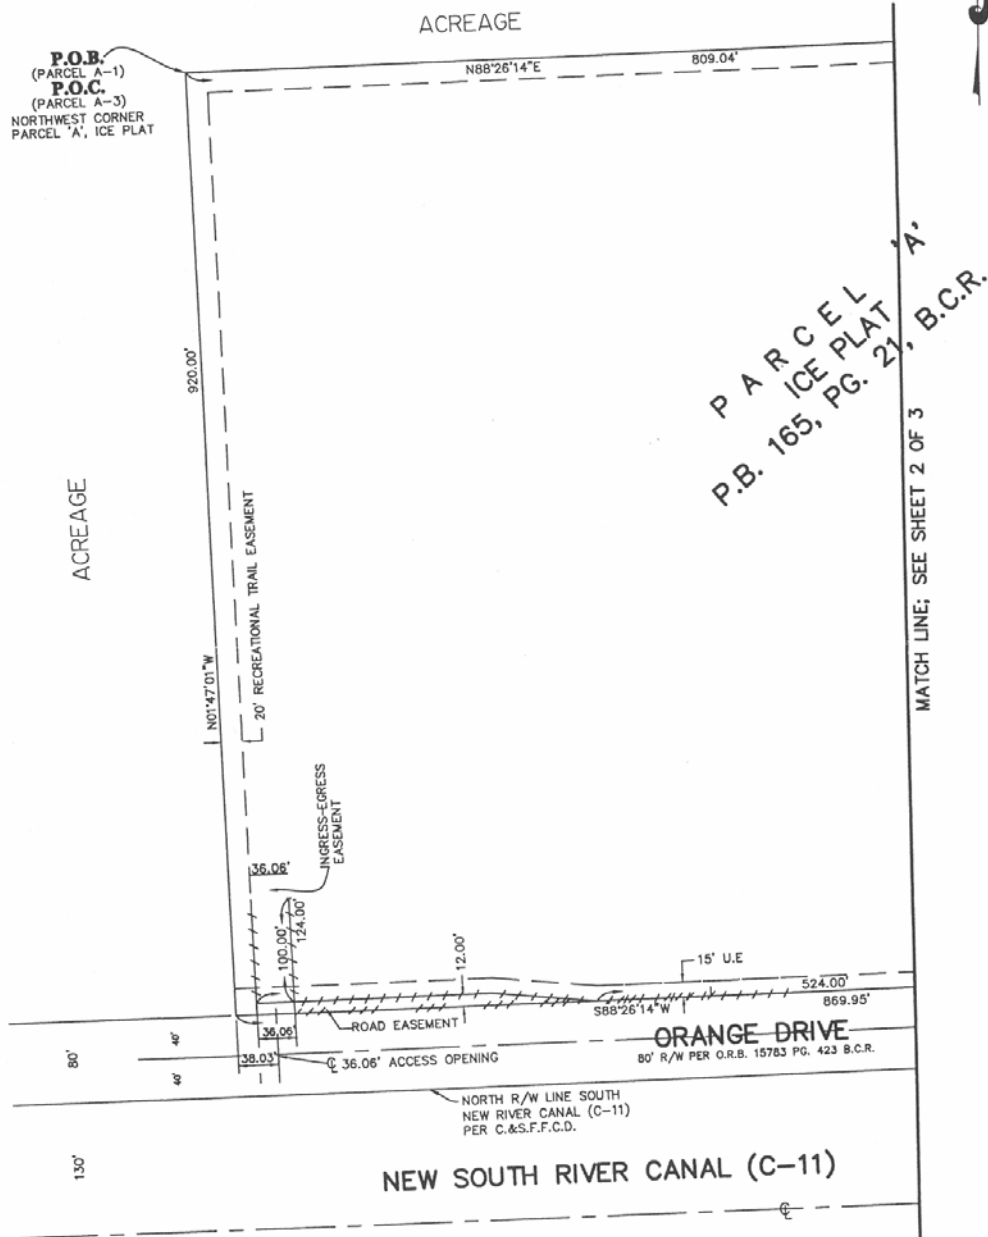 ACREAGE
P.O.B.
(PARCEL A-1)
P.O.C.
(PARCEL A-3)
NORTHWEST CORNER
PARCEL 'A', ICE PLAT
N88°26'14"E
809.04'
920.00'
PARCEL 'A'
ICE PLAT
P.B. 165, PG. 21, B.C.R.
ACREAGE
20' RECREATIONAL TRAIL EASEMENT
N01°47'01"W
MATCH LINE; SEE SHEET 2 OF 3
INGRESS-EGRESS
EASEMENT
36.06'
100.00'
124.00'
12.00'
15' U.E
524.00'
S88°26'14"W
869.95'
ROAD EASEMENT
36.06'
ORANGE DRIVE
80' R/W PER O.R.B. 15783 PG. 423 B.C.R.
80'
40'
40'
38.03'
℄ 36.06' ACCESS OPENING
NORTH R/W LINE SOUTH
NEW RIVER CANAL (C-11)
PER C.&S.F.F.C.D.
130'
NEW SOUTH RIVER CANAL (C-11)
℄